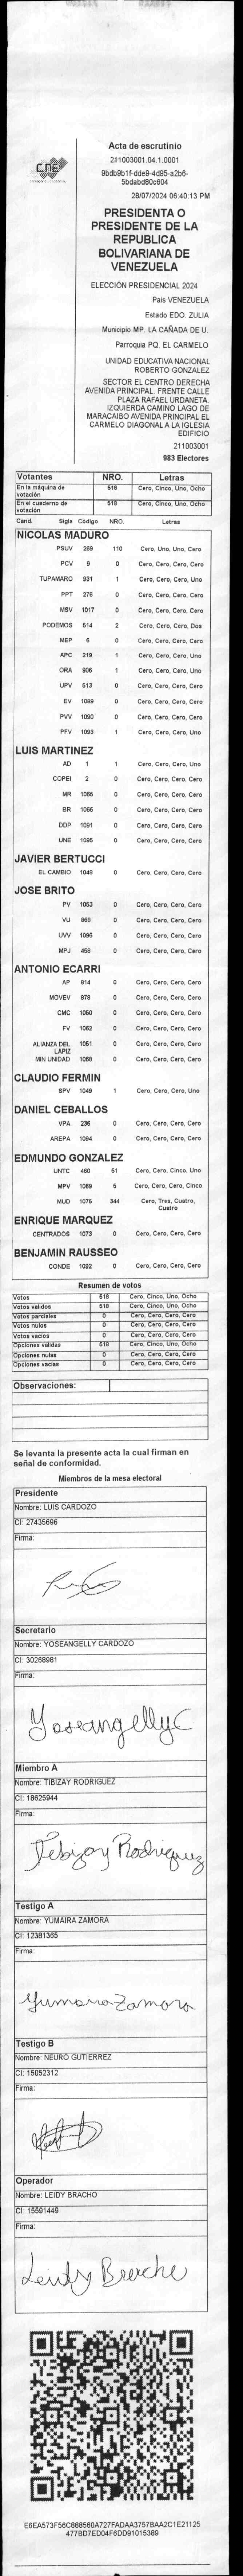 CNE
Acta de escrutinio
211003001.04.1.0001
9bdb9b1f-dde9-4d95-a2b6-
5bdabd80c604
28/07/2024 06:40:13 PM
PRESIDENTA O
PRESIDENTE DE LA
REPUBLICA
BOLIVARIANA DE
VENEZUELA
ELECCIÓN PRESIDENCIAL 2024
Pais VENEZUELA
Estado EDO. ZULIA
Municipio MP. LA CAÑADA DE U.
Parroquia PQ. EL CARMELO
UNIDAD EDUCATIVA NACIONAL
ROBERTO GONZALEZ
SECTOR EL CENTRO DERECHA
AVENIDA PRINCIPAL. FRENTE CALLE
PLAZA RAFAEL URDANETA.
IZQUIERDA CAMINO LAGO DE
MARACAIBO AVENIDA PRINCIPAL EL
CARMELO DIAGONAL A LA IGLESIA
EDIFICIO
211003001
983 Electores
Votantes NRO. Letras
En la máquina de votación 518 Cero, Cinco, Uno, Ocho
En el cuaderno de votación 518 Cero, Cinco, Uno, Ocho
Cand. Sigla Código NRO. Letras
NICOLAS MADURO
PSUV 269 110 Cero, Uno, Uno, Cero
PCV 9 0 Cero, Cero, Cero, Cero
TUPAMARO 931 1 Cero, Cero, Cero, Uno
PPT 276 0 Cero, Cero, Cero, Cero
MSV 1017 0 Cero, Cero, Cero, Cero
PODEMOS 514 2 Cero, Cero, Cero, Dos
MEP 6 0 Cero, Cero, Cero, Cero
APC 219 1 Cero, Cero, Cero, Uno
ORA 906 1 Cero, Cero, Cero, Uno
UPV 513 0 Cero, Cero, Cero, Cero
EV 1089 0 Cero, Cero, Cero, Cero
PVV 1090 0 Cero, Cero, Cero, Cero
PFV 1093 1 Cero, Cero, Cero, Uno
LUIS MARTINEZ
AD 1 1 Cero, Cero, Cero, Uno
COPEI 2 0 Cero, Cero, Cero, Cero
MR 1065 0 Cero, Cero, Cero, Cero
BR 1066 0 Cero, Cero, Cero, Cero
DDP 1091 0 Cero, Cero, Cero, Cero
UNE 1095 0 Cero, Cero, Cero, Cero
JAVIER BERTUCCI
EL CAMBIO 1048 0 Cero, Cero, Cero, Cero
JOSE BRITO
PV 1053 0 Cero, Cero, Cero, Cero
VU 868 0 Cero, Cero, Cero, Cero
UVV 1096 0 Cero, Cero, Cero, Cero
MPJ 456 0 Cero, Cero, Cero, Cero
ANTONIO ECARRI
AP 814 0 Cero, Cero, Cero, Cero
MOVEV 878 0 Cero, Cero, Cero, Cero
CMC 1050 0 Cero, Cero, Cero, Cero
FV 1062 0 Cero, Cero, Cero, Cero
ALIANZA DEL LAPIZ 1051 0 Cero, Cero, Cero, Cero
MIN UNIDAD 1068 0 Cero, Cero, Cero, Cero
CLAUDIO FERMIN
SPV 1049 1 Cero, Cero, Cero, Uno
DANIEL CEBALLOS
VPA 236 0 Cero, Cero, Cero, Cero
AREPA 1094 0 Cero, Cero, Cero, Cero
EDMUNDO GONZALEZ
UNTC 460 51 Cero, Cero, Cinco, Uno
MPV 1069 5 Cero, Cero, Cero, Cinco
MUD 1075 344 Cero, Tres, Cuatro, Cuatro
ENRIQUE MARQUEZ
CENTRADOS 1073 0 Cero, Cero, Cero, Cero
BENJAMIN RAUSSEO
CONDE 1092 0 Cero, Cero, Cero, Cero
Resumen de votos
Votos 518 Cero, Cinco, Uno, Ocho
Votos validos 518 Cero, Cinco, Uno, Ocho
Votos parciales 0 Cero, Cero, Cero, Cero
Votos nulos 0 Cero, Cero, Cero, Cero
Votos vacios 0 Cero, Cero, Cero, Cero
Opciones validas 518 Cero, Cinco, Uno, Ocho
Opciones nulas 0 Cero, Cero, Cero, Cero
Opciones vacias 0 Cero, Cero, Cero, Cero
Observaciones:
Se levanta la presente acta la cual firman en
señal de conformidad.
Miembros de la mesa electoral
Presidente
Nombre: LUIS CARDOZO
CI: 27435696
Firma:
Secretario
Nombre: YOSEANGELLY CARDOZO
CI: 30268981
Firma:
Yoseangelly C
Miembro A
Nombre: TIBIZAY RODRIGUEZ
CI: 18625944
Firma:
Tebizay Rodriguez
Testigo A
Nombre: YUMAIRA ZAMORA
CI: 12381365
Firma:
Yumaira Zamora
Testigo B
Nombre: NEURO GUTIERREZ
CI: 15052312
Firma:
Operador
Nombre: LEIDY BRACHO
CI: 15591449
Firma:
Leidy Bracho
E6EA573F56C888560A727FADAA3757BAA2C1E21125
477BD7ED04F6DD91015389